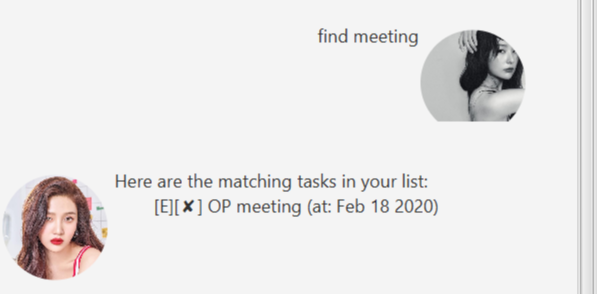 find meeting
Here are the matching tasks in your list:
[E][✘] OP meeting (at: Feb 18 2020)